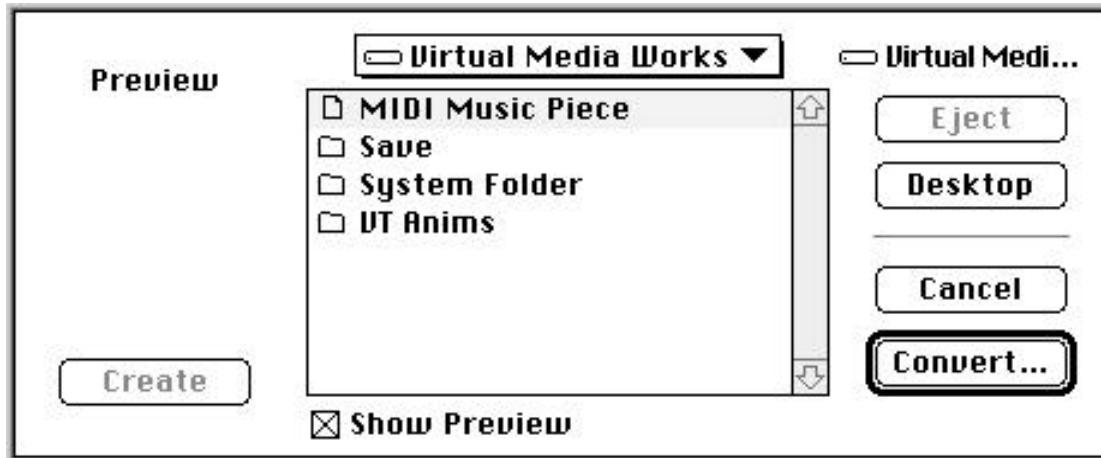 Preview
Virtual Media Works
MIDI Music Piece
Save
System Folder
VT Anims
Create
Show Preview
Virtual Medi...
Eject
Desktop
Cancel
Convert...